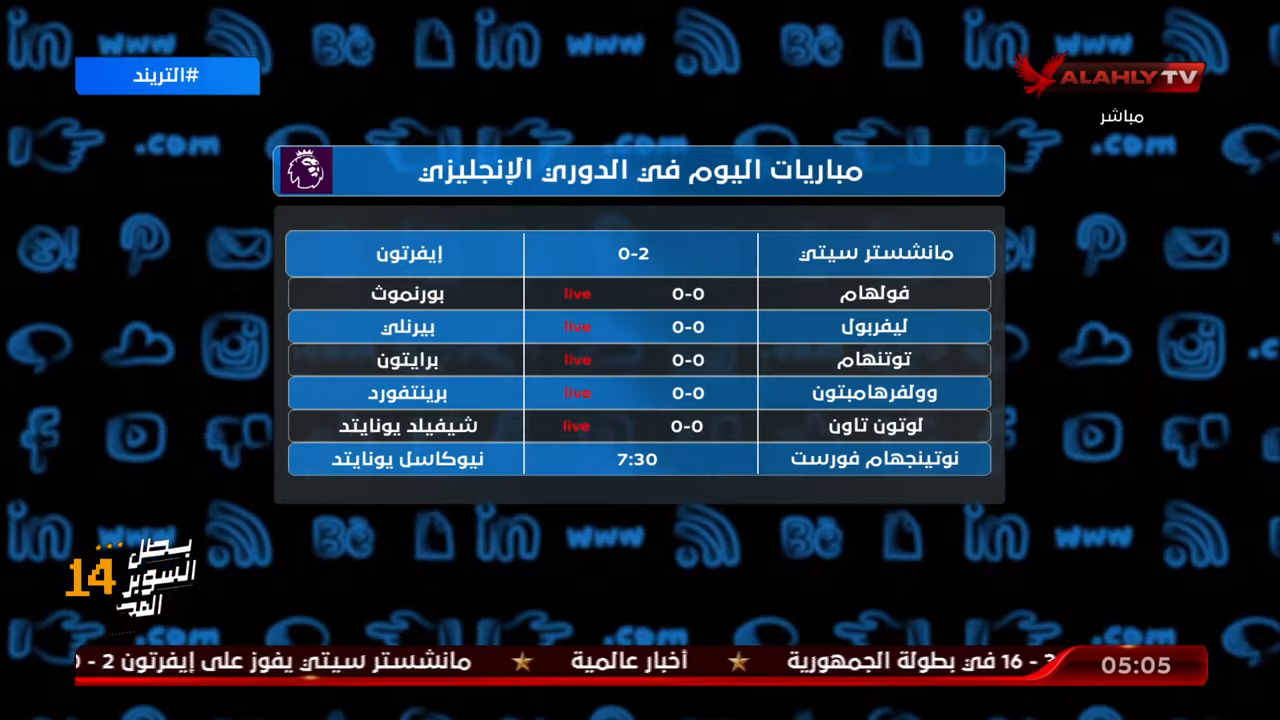 #التريند
ALAHLY TV
مباشر
مباريات اليوم في الدوري الإنجليزي
مانشستر سيتي 0-2 إيفرتون
فولهام 0-0 live بورنموث
ليفربول 0-0 live بيرنلي
توتنهام 0-0 live برايتون
وولفرهامبتون 0-0 live برينتفورد
لوتون تاون 0-0 live شيفيلد يونايتد
نوتينجهام فورست 7:30 نيوكاسل يونايتد
بطل
السوبر 14
05:05 - 16 في بطولة الجمهورية ★ أخبار عالمية ★ مانشستر سيتي يفوز على إيفرتون 2 -